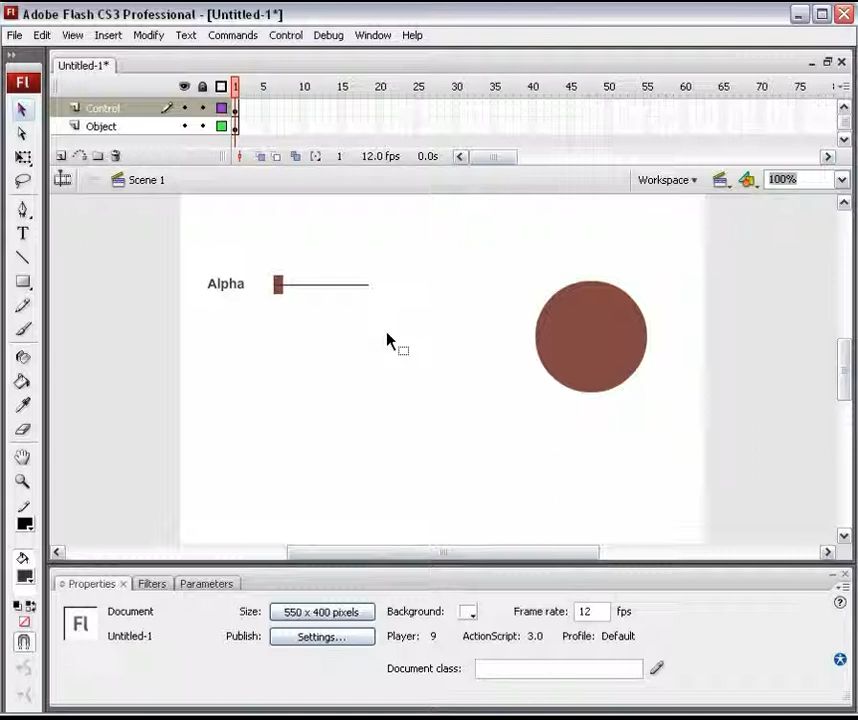 Adobe Flash CS3 Professional - [Untitled-1*]
File Edit View Insert Modify Text Commands Control Debug Window Help
Fl
Untitled-1*
1 5 10 15 20 25 30 35 40 45 50 55 60 65 70 75
Control
Object
1 12.0 fps 0.0s
Scene 1 Workspace 100%
T
Alpha
Properties × Filters Parameters
Fl
Document Size: 550 x 400 pixels Background: Frame rate: 12 fps
Untitled-1 Publish: Settings... Player: 9 ActionScript: 3.0 Profile: Default
Document class: